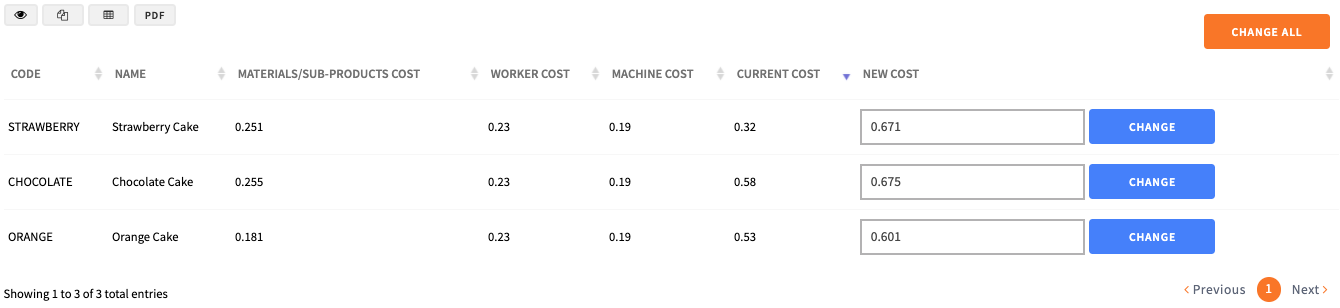 PDF
CHANGE ALL
CODE NAME MATERIALS/SUB-PRODUCTS COST WORKER COST MACHINE COST CURRENT COST NEW COST
STRAWBERRY Strawberry Cake 0.251 0.23 0.19 0.32 0.671 CHANGE
CHOCOLATE Chocolate Cake 0.255 0.23 0.19 0.58 0.675 CHANGE
ORANGE Orange Cake 0.181 0.23 0.19 0.53 0.601 CHANGE
Previous 1 Next
Showing 1 to 3 of 3 total entries